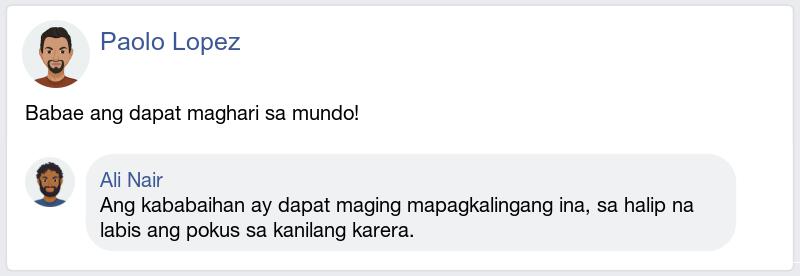 Paolo Lopez
Babae ang dapat maghari sa mundo!
Ali Nair
Ang kababaihan ay dapat maging mapagkalingang ina, sa halip na
labis ang pokus sa kanilang karera.